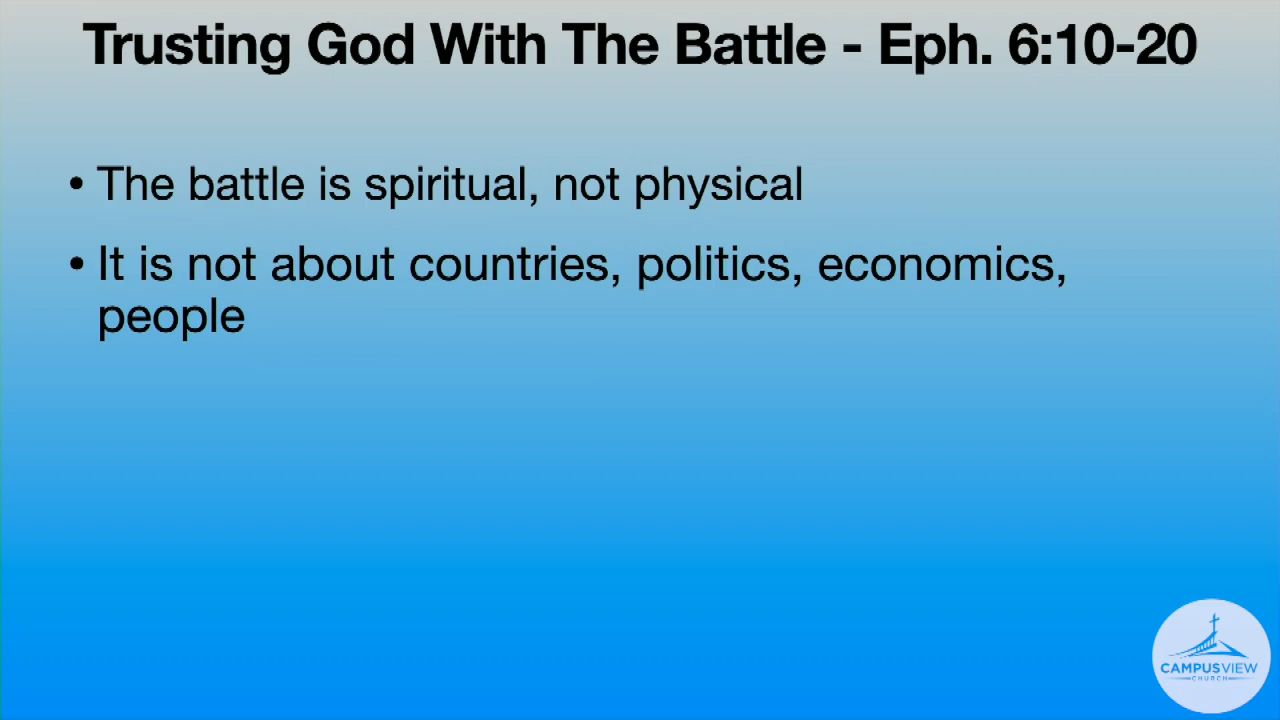 Trusting God With The Battle - Eph. 6:10-20
• The battle is spiritual, not physical
• It is not about countries, politics, economics,
people
CAMPUSVIEW
CHURCH